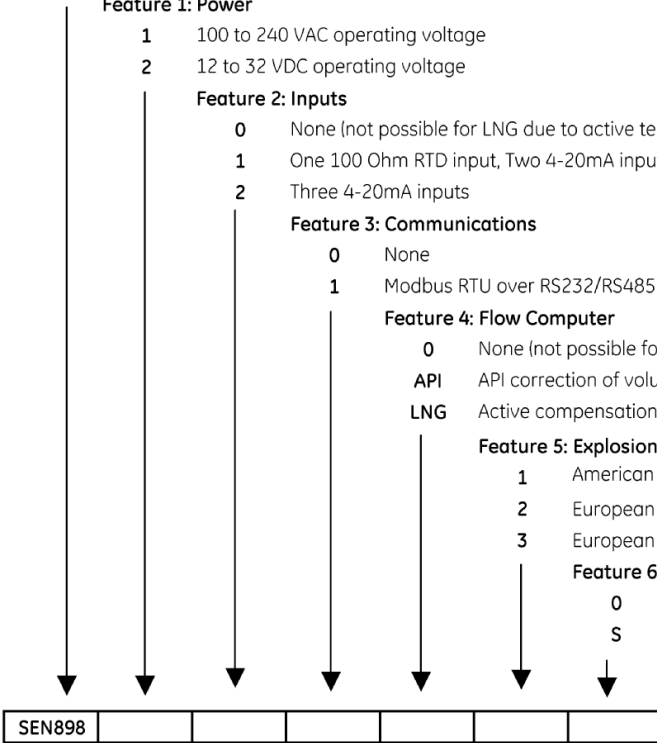 Feature 1: Power
1 100 to 240 VAC operating voltage
2 12 to 32 VDC operating voltage
Feature 2: Inputs
0 None (not possible for LNG due to active te
1 One 100 Ohm RTD input, Two 4-20mA inpu
2 Three 4-20mA inputs
Feature 3: Communications
0 None
1 Modbus RTU over RS232/RS485
Feature 4: Flow Computer
0 None (not possible fo
API API correction of volu
LNG Active compensation
Feature 5: Explosion
1 American
2 European
3 European
Feature 6
0
S
SEN898